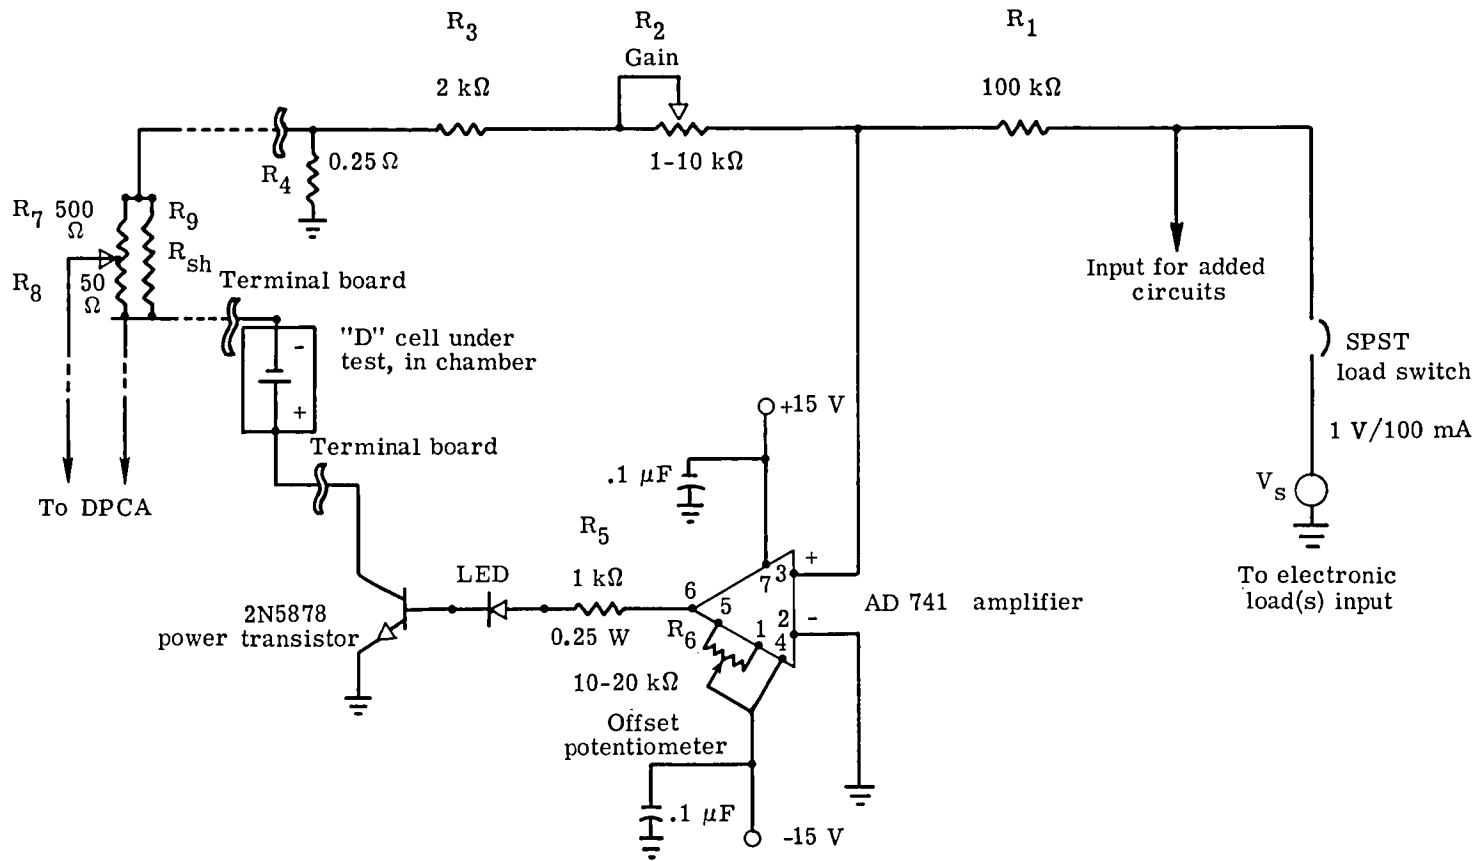 R3
R2
R1
Gain
2 kΩ
100 kΩ
R4
0.25 Ω
1-10 kΩ
R7 500
Ω
R9
Rsh
R8
50
Ω
Terminal board
Input for added
circuits
"D" cell under
test, in chamber
-
+
SPST
load switch
+15 V
1 V/100 mA
Terminal board
.1 μF
Vs
To DPCA
R5
LED
1 kΩ
7
3
+
To electronic
load(s) input
6
5
AD 741 amplifier
2N5878
power transistor
0.25 W
R6
1
2
-
4
10-20 kΩ
Offset
potentiometer
.1 μF
-15 V